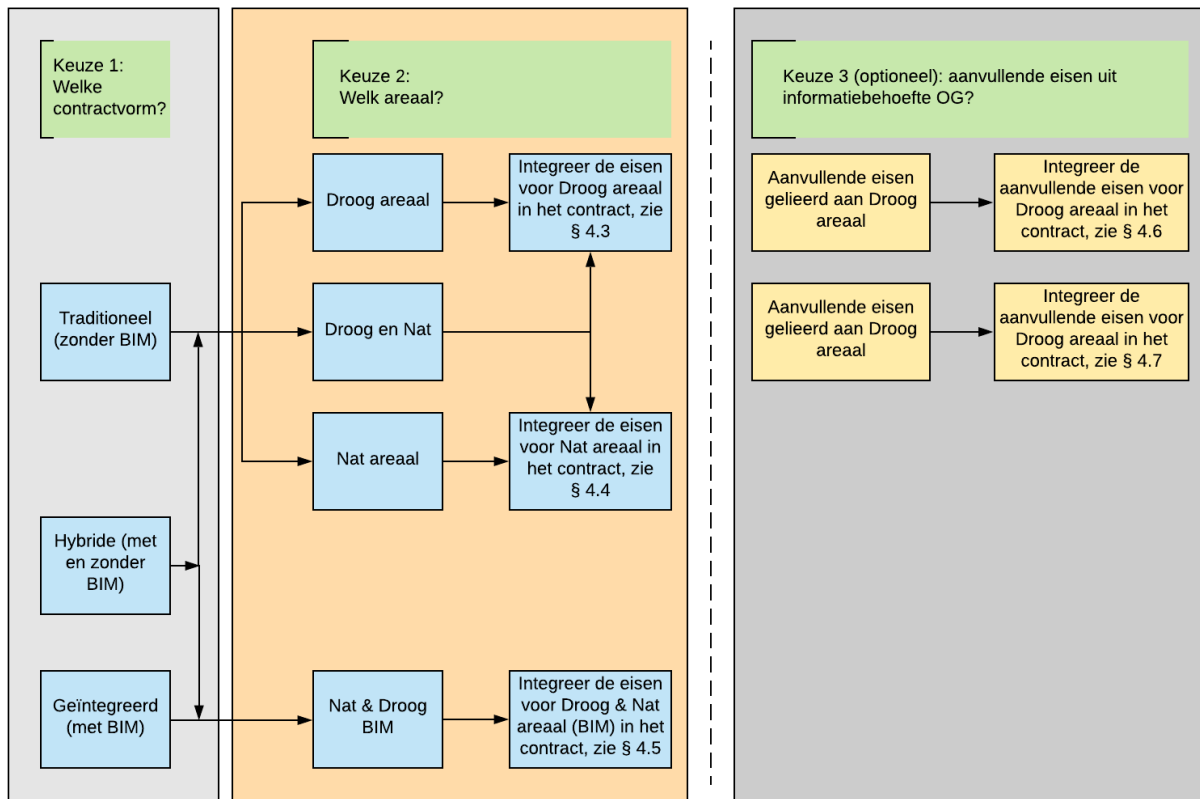 Keuze 1:
Welke
contractvorm?
Traditioneel
(zonder BIM)
Hybride (met
en zonder
BIM)
Geïntegreerd
(met BIM)
Keuze 2:
Welk areaal?
Droog areaal
Integreer de eisen
voor Droog areaal
in het contract, zie
§ 4.3
Droog en Nat
Nat areaal
Integreer de eisen
voor Nat areaal in
het contract, zie
§ 4.4
Nat & Droog
BIM
Integreer de eisen
voor Droog & Nat
areaal (BIM) in het
contract, zie § 4.5
Keuze 3 (optioneel): aanvullende eisen uit
informatiebehoefte OG?
Aanvullende eisen
gelieerd aan Droog
areaal
Integreer de
aanvullende eisen voor
Droog areaal in het
contract, zie § 4.6
Aanvullende eisen
gelieerd aan Droog
areaal
Integreer de
aanvullende eisen voor
Droog areaal in het
contract, zie § 4.7